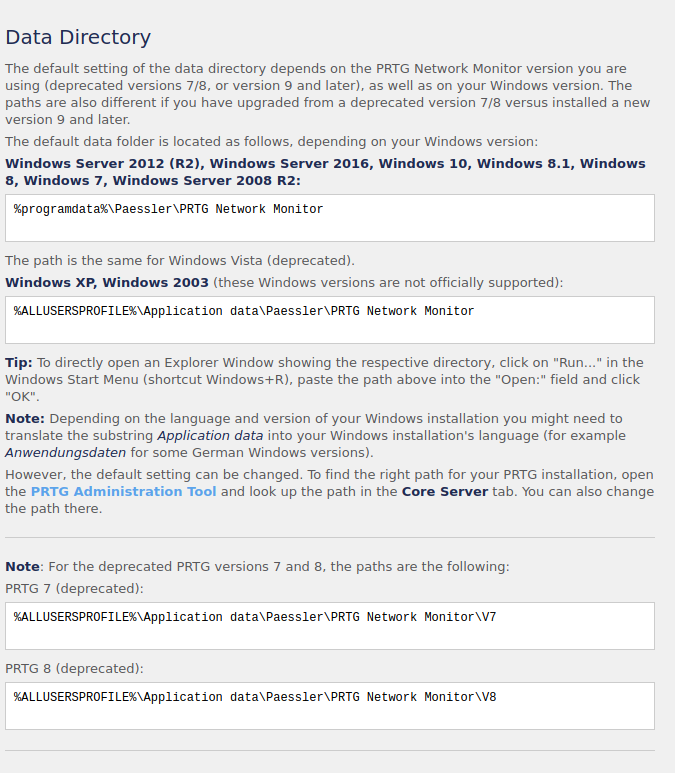 Data Directory
The default setting of the data directory depends on the PRTG Network Monitor version you are
using (deprecated versions 7/8, or version 9 and later), as well as on your Windows version. The
paths are also different if you have upgraded from a deprecated version 7/8 versus installed a new
version 9 and later.
The default data folder is located as follows, depending on your Windows version:
Windows Server 2012 (R2), Windows Server 2016, Windows 10, Windows 8.1, Windows
8, Windows 7, Windows Server 2008 R2:
%programdata%\Paessler\PRTG Network Monitor
The path is the same for Windows Vista (deprecated).
Windows XP, Windows 2003 (these Windows versions are not officially supported):
%ALLUSERSPROFILE%\Application data\Paessler\PRTG Network Monitor
Tip: To directly open an Explorer Window showing the respective directory, click on "Run..." in the
Windows Start Menu (shortcut Windows+R), paste the path above into the "Open:" field and click
"OK".
Note: Depending on the language and version of your Windows installation you might need to
translate the substring Application data into your Windows installation's language (for example
Anwendungsdaten for some German Windows versions).
However, the default setting can be changed. To find the right path for your PRTG installation, open
the PRTG Administration Tool and look up the path in the Core Server tab. You can also change
the path there.
Note: For the deprecated PRTG versions 7 and 8, the paths are the following:
PRTG 7 (deprecated):
%ALLUSERSPROFILE%\Application data\Paessler\PRTG Network Monitor\V7
PRTG 8 (deprecated):
%ALLUSERSPROFILE%\Application data\Paessler\PRTG Network Monitor\V8